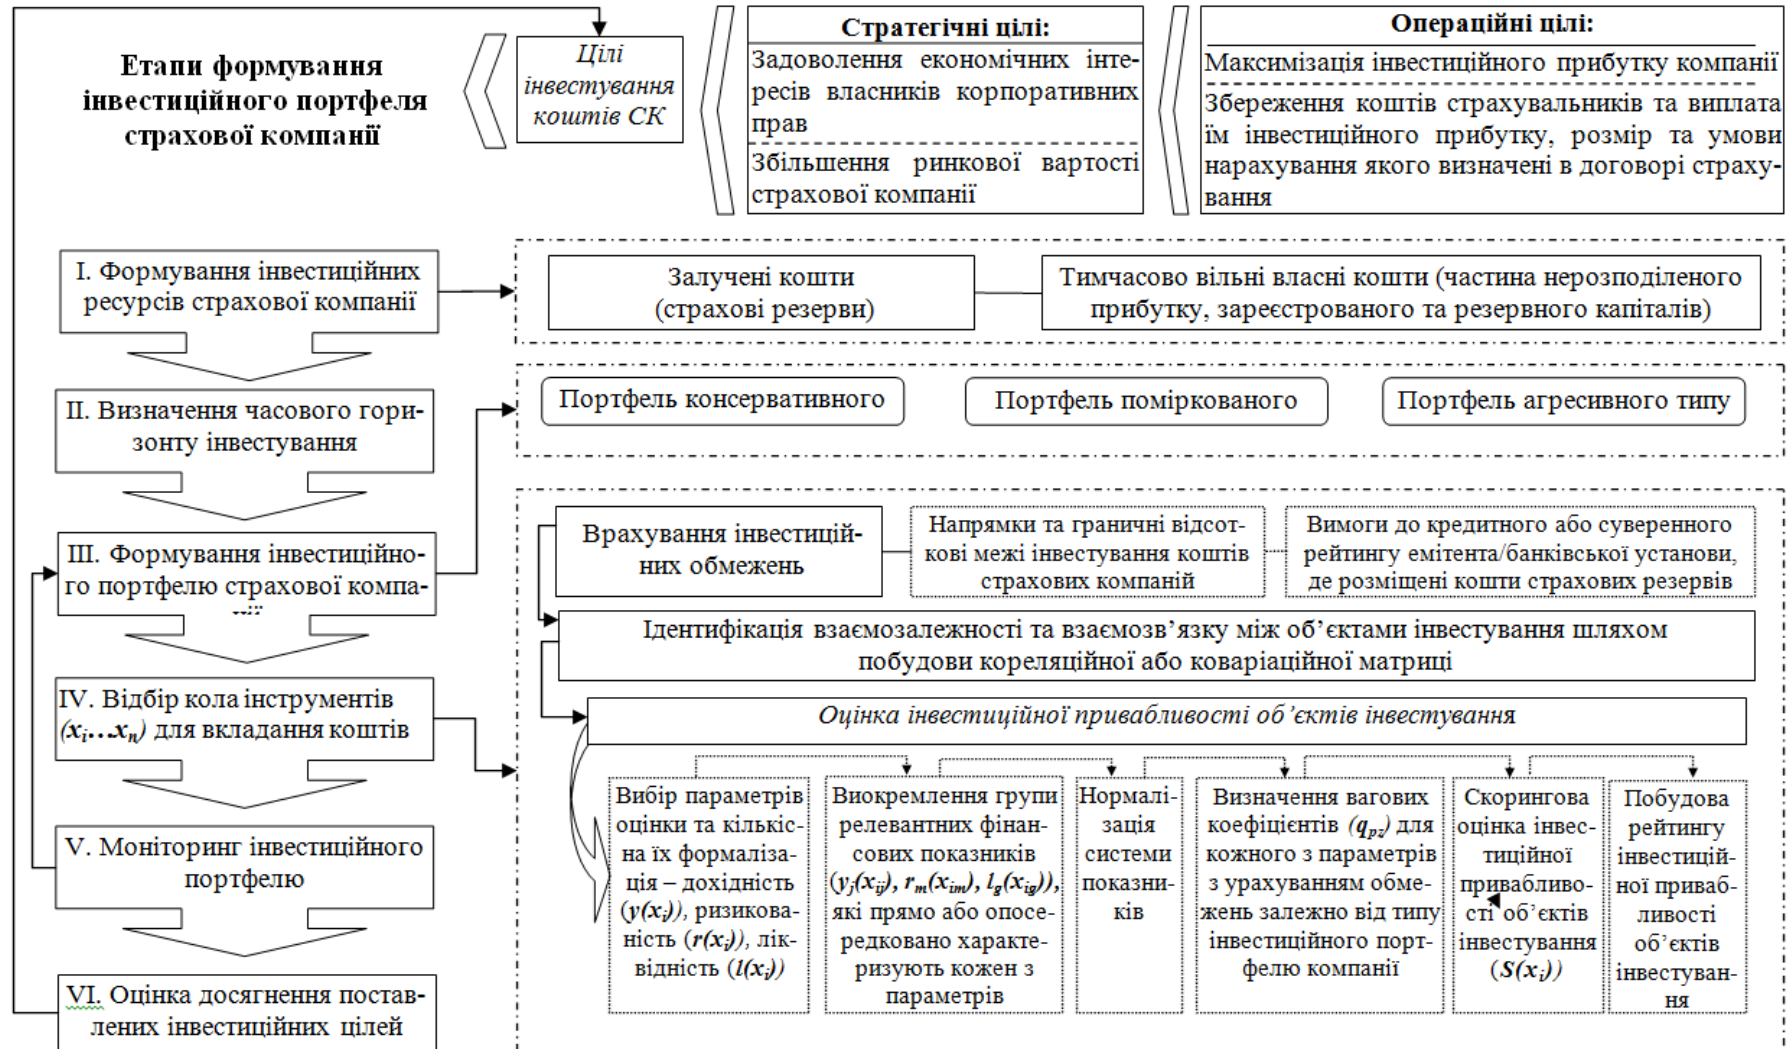 Етапи формування
інвестиційного портфеля
страхової компанії
Цілі
інвестування
коштів СК
Стратегічні цілі:
Задоволення економічних інте-
ресів власників корпоративних
прав
Збільшення ринкової вартості
страхової компанії
Операційні цілі:
Максимізація інвестиційного прибутку компанії
Збереження коштів страхувальників та виплата
їм інвестиційного прибутку, розмір та умови
нарахування якого визначені в договорі страху-
вання
I. Формування інвестиційних
ресурсів страхової компанії
Залучені кошти
(страхові резерви)
Тимчасово вільні власні кошти (частина нерозподіленого
прибутку, зареєстрованого та резервного капіталів)
II. Визначення часового гори-
зонту інвестування
Портфель консервативного
Портфель поміркованого
Портфель агресивного типу
III. Формування інвестиційно-
го портфелю страхової компа-
нії
Врахування інвестицій-
них обмежень
Напрямки та граничні відсот-
кові межі інвестування коштів
страхових компаній
Вимоги до кредитного або суверенного
рейтингу емітента/банківської установи,
де розміщені кошти страхових резервів
Ідентифікація взаємозалежності та взаємозв’язку між об’єктами інвестування шляхом
побудови кореляційної або коваріаційної матриці
IV. Відбір кола інструментів
(xᵢ…xₙ) для вкладання коштів
Оцінка інвестиційної привабливості об’єктів інвестування
Вибір параметрів
оцінки та кількіс-
на їх формаліза-
ція – дохідність
(y(xᵢ)), ризикова-
ність (r(xᵢ)), лік-
відність (l(xᵢ))
Виокремлення групи
релевантних фінан-
сових показників
(y_j(x_ij), r_m(x_im), l_g(x_ig)),
які прямо або опосе-
редковано характе-
ризують кожен з
параметрів
Нормалі-
зація
системи
показни-
ків
Визначення вагових
коефіцієнтів (q_pz) для
кожного з параметрів
з урахуванням обме-
жень залежно від типу
інвестиційного порт-
фелю компанії
Скорингова
оцінка інвес-
тиційної
привабливо-
сті об’єктів
інвестування
(S(xᵢ))
Побудова
рейтингу
інвестицій-
ної приваб-
ливості
об’єктів
інвестуван-
ня
V. Моніторинг інвестиційного
портфелю
VI. Оцінка досягнення постав-
лених інвестиційних цілей